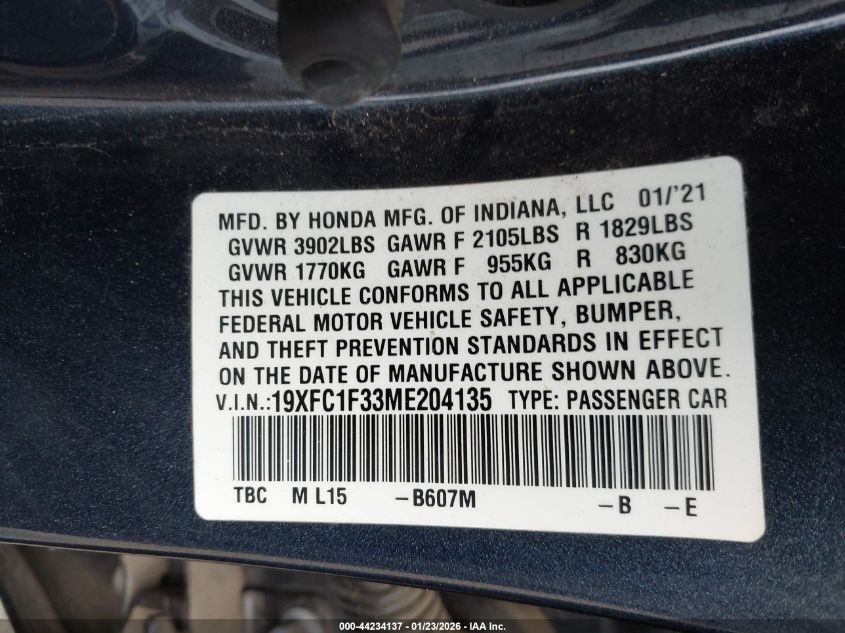 MFD. BY HONDA MFG. OF INDIANA, LLC 01/'21
GVWR 3902LBS GAWR F 2105LBS R 1829LBS
GVWR 1770KG GAWR F 955KG R 830KG
THIS VEHICLE CONFORMS TO ALL APPLICABLE
FEDERAL MOTOR VEHICLE SAFETY, BUMPER,
AND THEFT PREVENTION STANDARDS IN EFFECT
ON THE DATE OF MANUFACTURE SHOWN ABOVE.
V.I.N.:19XFC1F33ME204135 TYPE: PASSENGER CAR
TBC M L15 -B607M -B -E
000-44234137 - 01/23/2026 - IAA Inc.